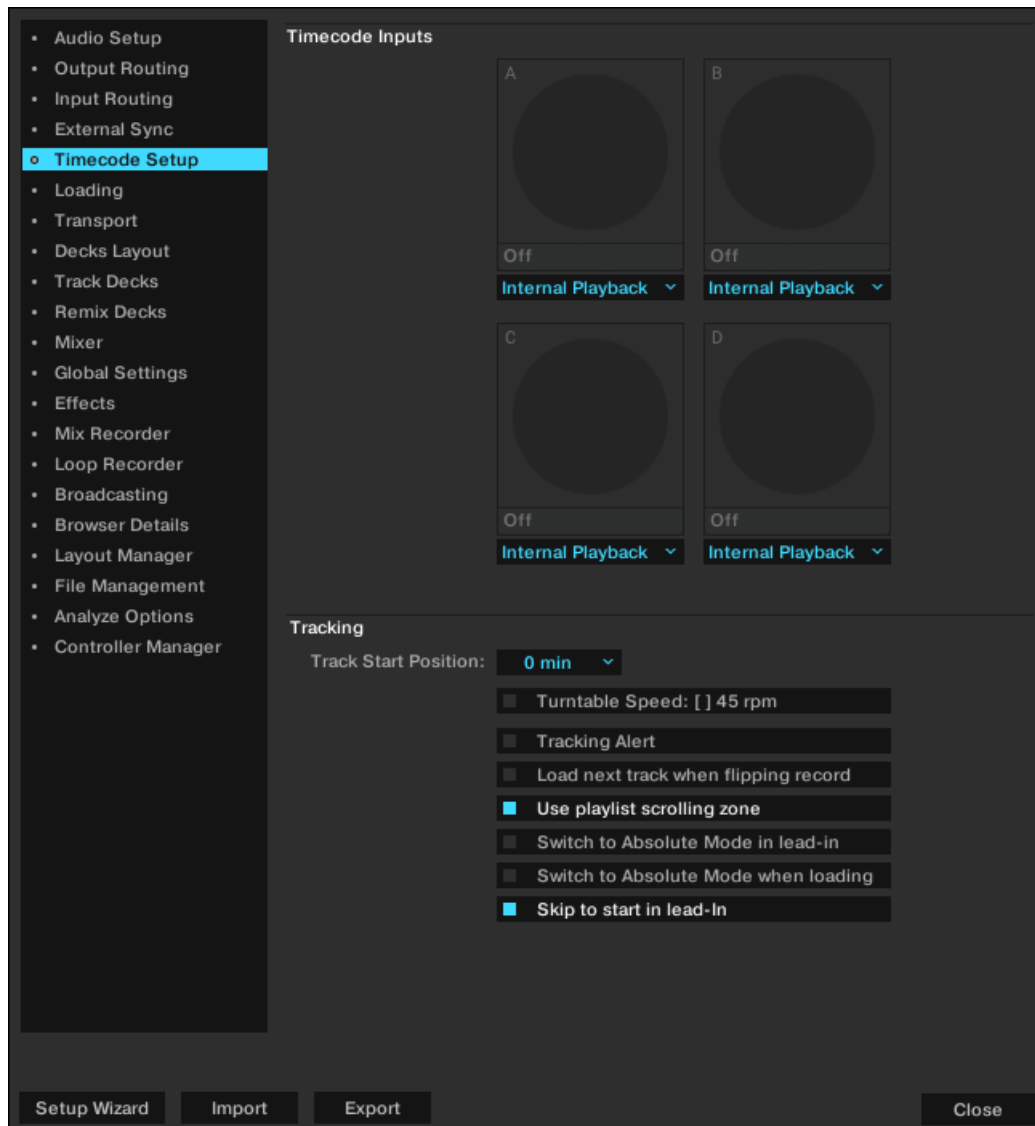 Audio Setup
Output Routing
Input Routing
External Sync
Timecode Setup
Loading
Transport
Decks Layout
Track Decks
Remix Decks
Mixer
Global Settings
Effects
Mix Recorder
Loop Recorder
Broadcasting
Browser Details
Layout Manager
File Management
Analyze Options
Controller Manager
Timecode Inputs
A
B
Off
Off
Internal Playback
Internal Playback
C
D
Off
Off
Internal Playback
Internal Playback
Tracking
Track Start Position: 0 min
Turntable Speed: [ ] 45 rpm
Tracking Alert
Load next track when flipping record
Use playlist scrolling zone
Switch to Absolute Mode in lead-in
Switch to Absolute Mode when loading
Skip to start in lead-In
Setup Wizard
Import
Export
Close